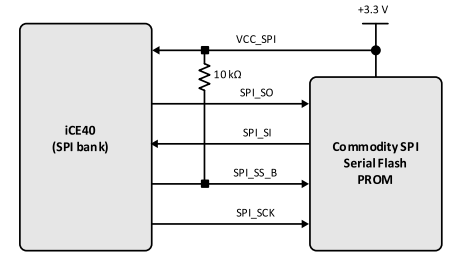 +3.3 V
VCC_SPI
10 kΩ
SPI_SO
iCE40
(SPI bank)
SPI_SI
Commodity SPI
Serial Flash
PROM
SPI_SS_B
SPI_SCK